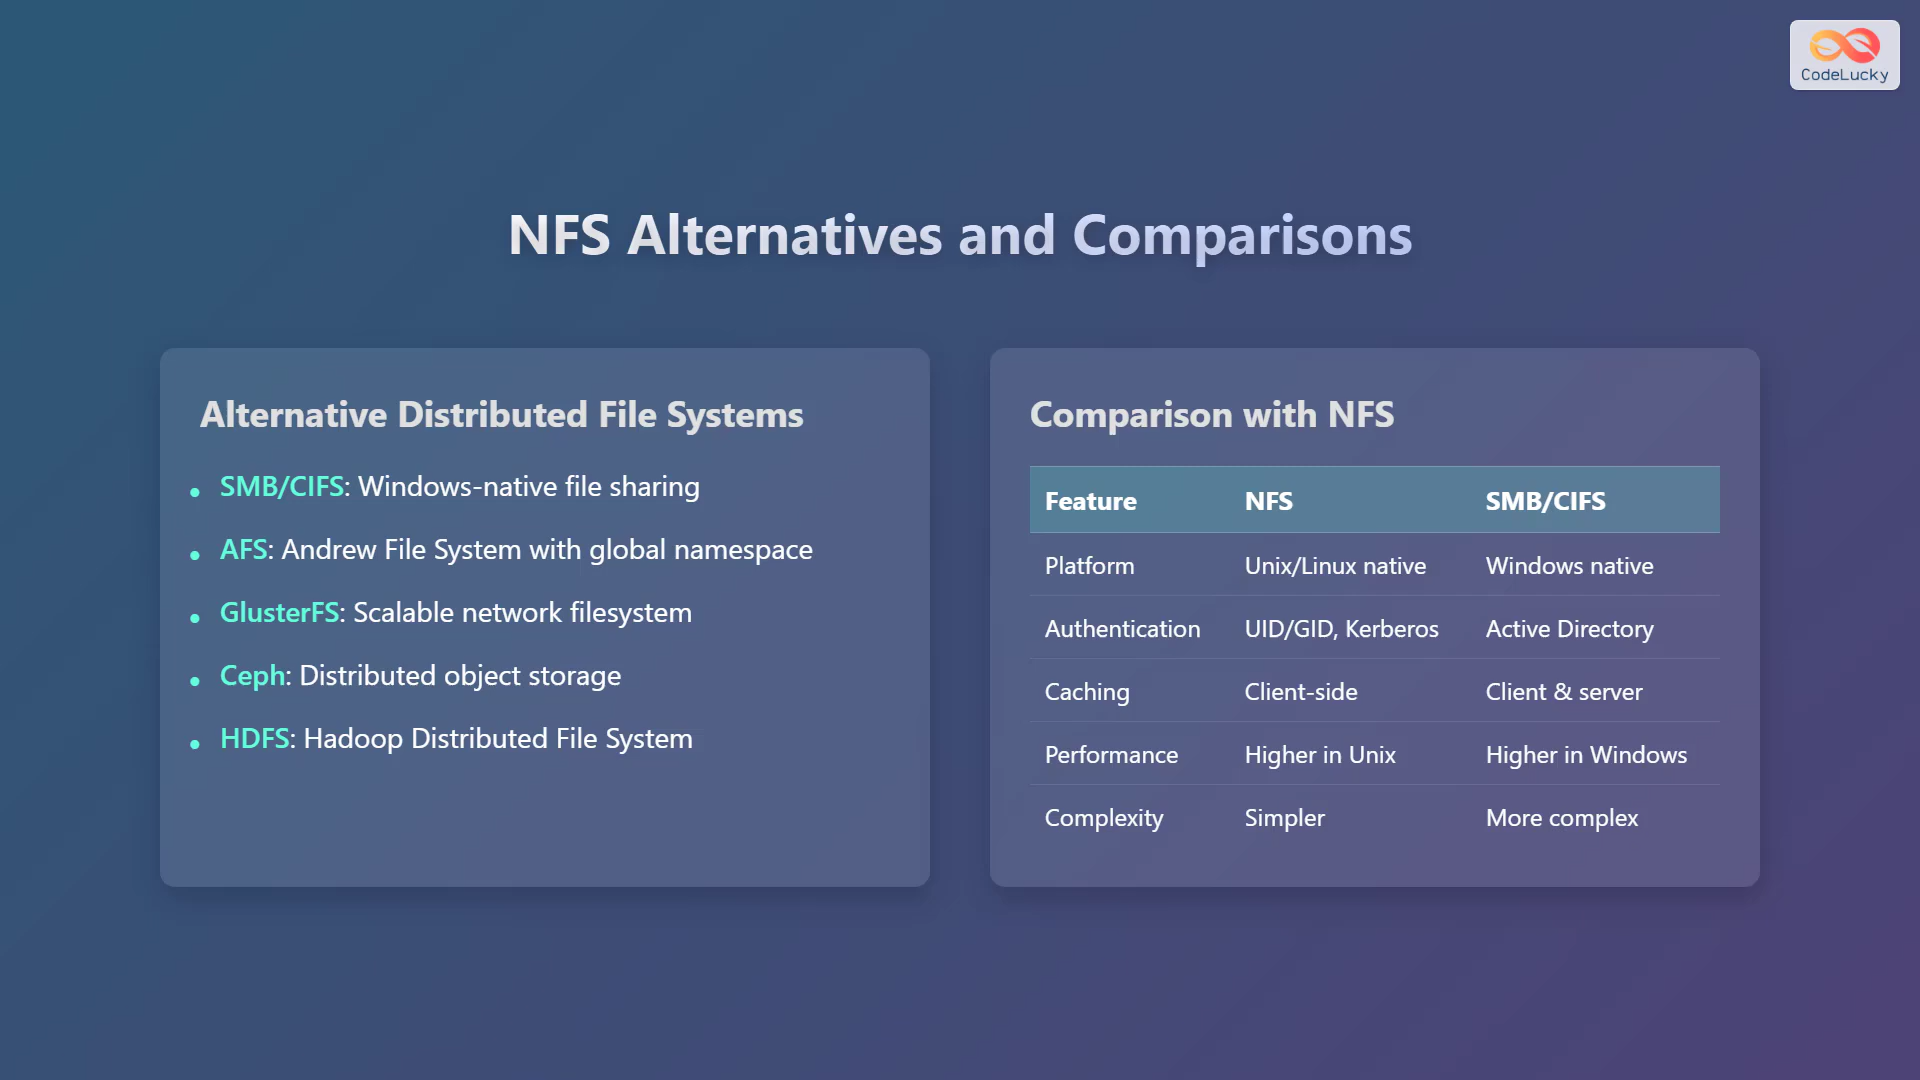 CodeLucky
NFS Alternatives and Comparisons
Alternative Distributed File Systems
• SMB/CIFS: Windows-native file sharing
• AFS: Andrew File System with global namespace
• GlusterFS: Scalable network filesystem
• Ceph: Distributed object storage
• HDFS: Hadoop Distributed File System
Comparison with NFS
Feature NFS SMB/CIFS
Platform Unix/Linux native Windows native
Authentication UID/GID, Kerberos Active Directory
Caching Client-side Client & server
Performance Higher in Unix Higher in Windows
Complexity Simpler More complex